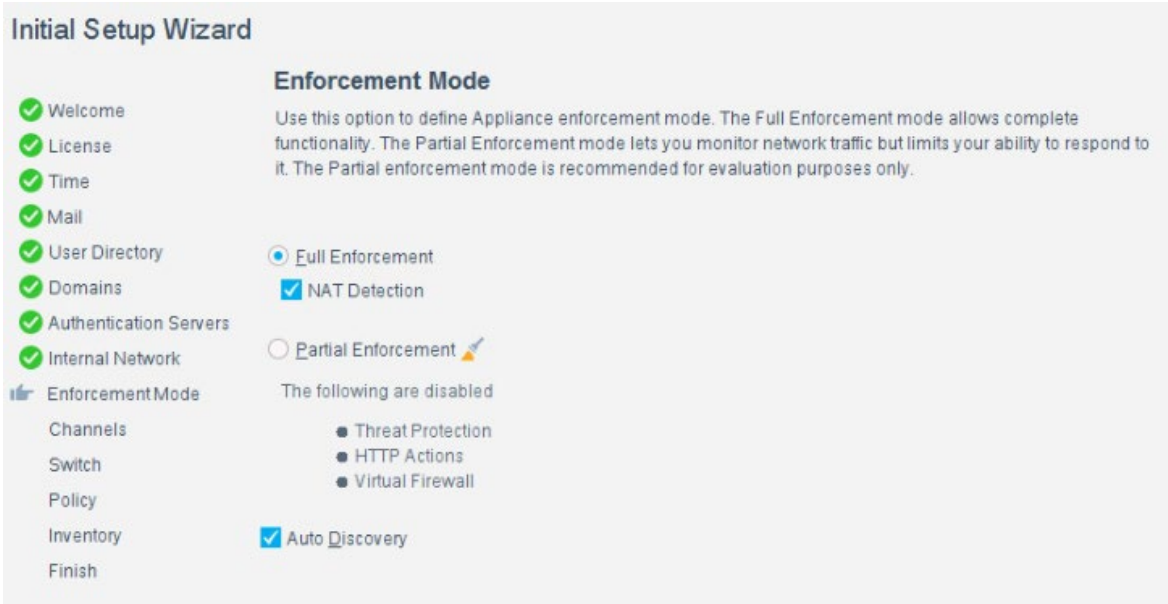 Initial Setup Wizard
Welcome
License
Time
Mail
User Directory
Domains
Authentication Servers
Internal Network
Enforcement Mode
Channels
Switch
Policy
Inventory
Finish
Enforcement Mode
Use this option to define Appliance enforcement mode. The Full Enforcement mode allows complete
functionality. The Partial Enforcement mode lets you monitor network traffic but limits your ability to respond to
it. The Partial enforcement mode is recommended for evaluation purposes only.
Full Enforcement
NAT Detection
Partial Enforcement
The following are disabled
Threat Protection
HTTP Actions
Virtual Firewall
Auto Discovery